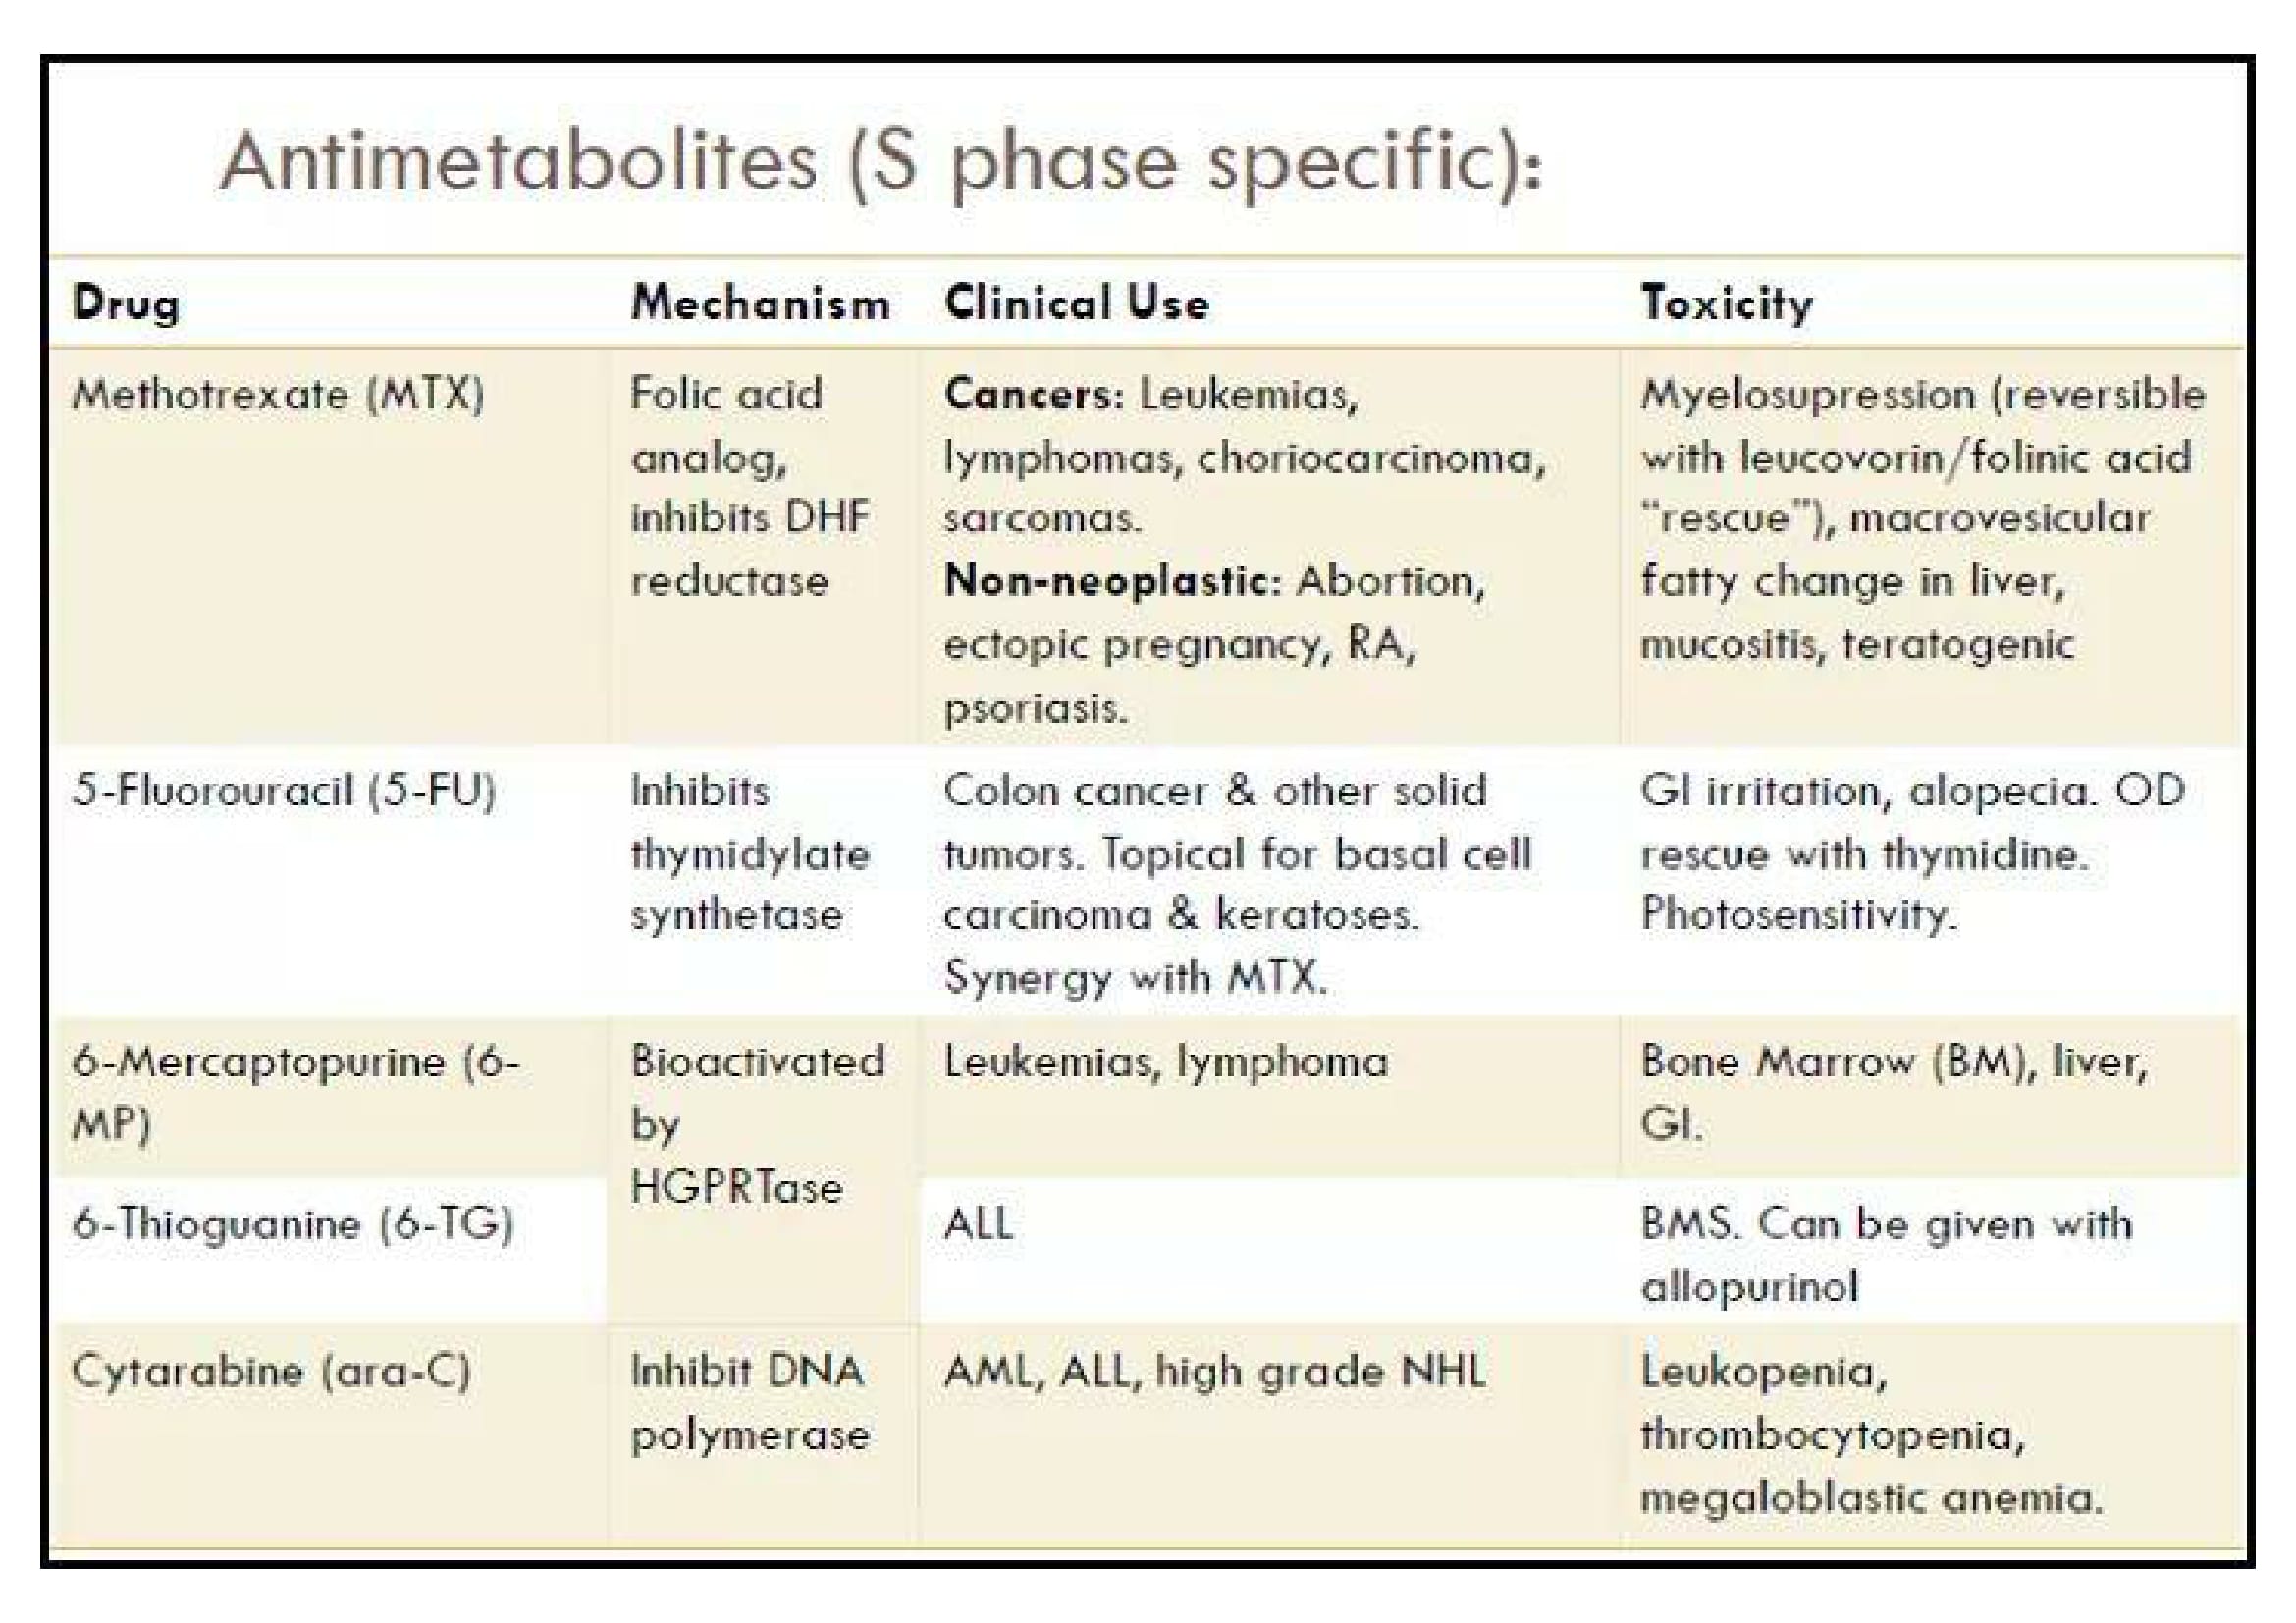 Antimetabolites (S phase specific):
Drug
Mechanism
Clinical Use
Toxicity
Methotrexate (MTX)
Folic acid
analog,
inhibits DHF
reductase
Cancers: Leukemias,
lymphomas, choriocarcinoma,
sarcomas.
Non-neoplastic: Abortion,
ectopic pregnancy, RA,
psoriasis.
Myelosupression (reversible
with leucovorin/folinic acid
“rescue”), macrovesicular
fatty change in liver,
mucositis, teratogenic
5-Fluorouracil (5-FU)
Inhibits
thymidylate
synthetase
Colon cancer & other solid
tumors. Topical for basal cell
carcinoma & keratoses.
Synergy with MTX.
GI irritation, alopecia. OD
rescue with thymidine.
Photosensitivity.
6-Mercaptopurine (6-
MP)
Bioactivated
by
HGPRTase
Leukemias, lymphoma
Bone Marrow (BM), liver,
GI.
6-Thioguanine (6-TG)
ALL
BMS. Can be given with
allopurinol
Cytarabine (ara-C)
Inhibit DNA
polymerase
AML, ALL, high grade NHL
Leukopenia,
thrombocytopenia,
megaloblastic anemia.